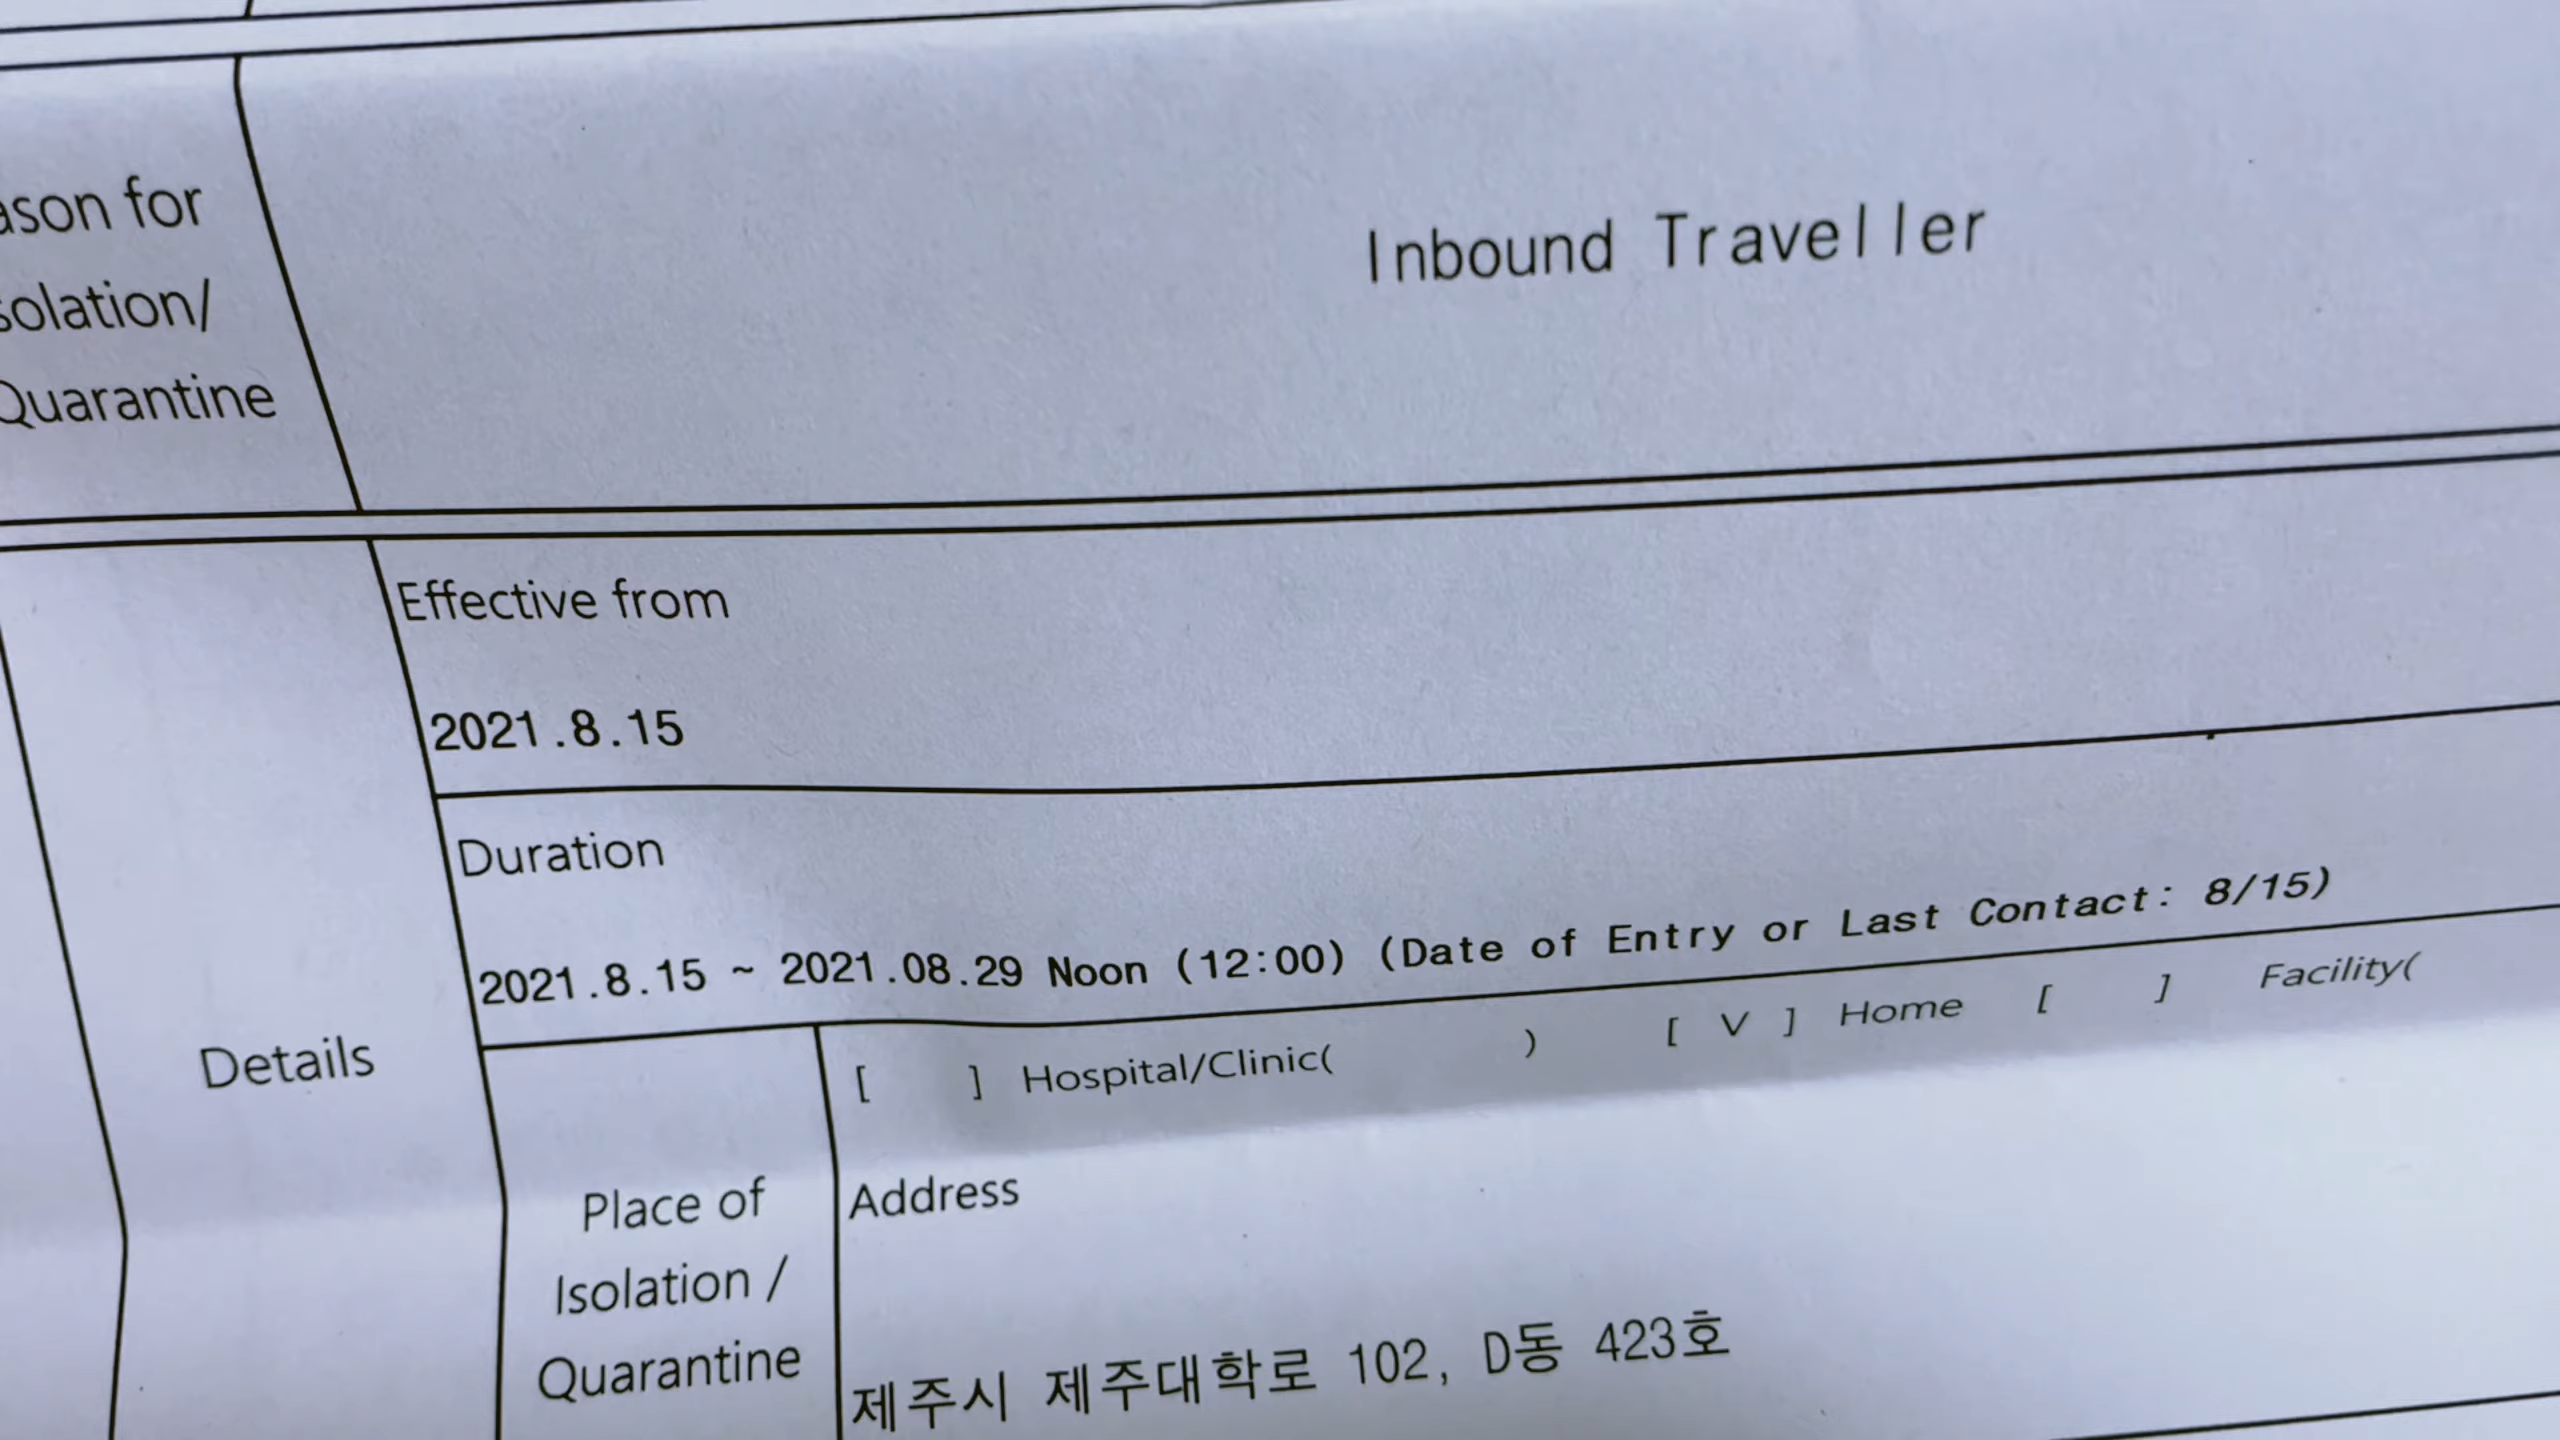 ason for
solation/
Quarantine
Inbound Traveller
Effective from
2021.8.15
Duration
2021.8.15 ~ 2021.08.29 Noon (12:00) (Date of Entry or Last Contact: 8/15)
Details
Place of
Isolation /
Quarantine
[ ] Hospital/Clinic( ) [ V ] Home [ ] Facility(
Address
제주시 제주대학로 102, D동 423호